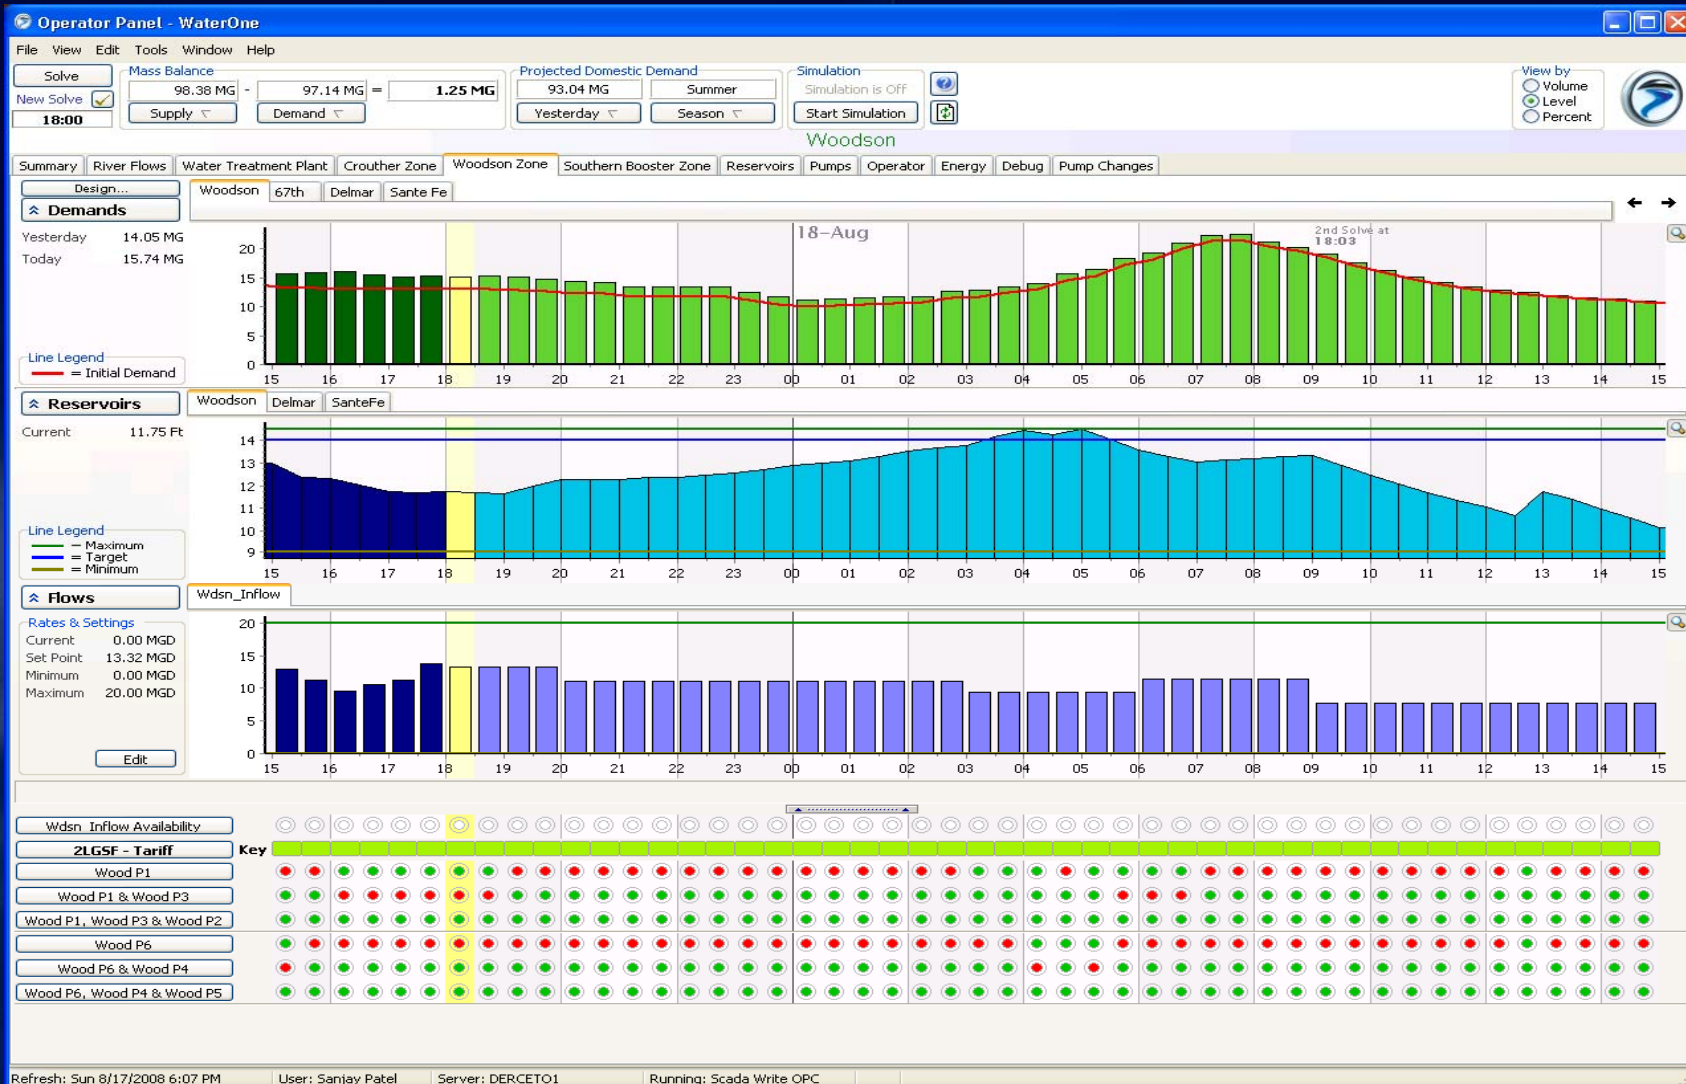 Operator Panel - WaterOne
File View Edit Tools Window Help
Solve
New Solve
18:00
Mass Balance
98.38 MG - 97.14 MG = 1.25 MG
Supply Demand
Projected Domestic Demand
93.04 MG Summer
Yesterday Season
Simulation
Simulation is Off
Start Simulation
View by
Volume
Level
Percent
Woodson
Summary River Flows Water Treatment Plant Crouther Zone Woodson Zone Southern Booster Zone Reservoirs Pumps Operator Energy Debug Pump Changes
Design...
Woodson 67th Delmar Sante Fe
Demands
Yesterday 14.05 MG
Today 15.74 MG
Line Legend
= Initial Demand
18-Aug
2nd Solve at
18:03
20
15
10
5
0
15 16 17 18 19 20 21 22 23 00 01 02 03 04 05 06 07 08 09 10 11 12 13 14 15
Reservoirs
Woodson Delmar SanteFe
Current 11.75 Ft
Line Legend
= Maximum
= Target
= Minimum
14
13
12
11
10
9
15 16 17 18 19 20 21 22 23 00 01 02 03 04 05 06 07 08 09 10 11 12 13 14 15
Flows
Wdsn_Inflow
Rates & Settings
Current 0.00 MGD
Set Point 13.32 MGD
Minimum 0.00 MGD
Maximum 20.00 MGD
Edit
20
15
10
5
0
15 16 17 18 19 20 21 22 23 00 01 02 03 04 05 06 07 08 09 10 11 12 13 14 15
Wdsn_Inflow Availability
2LGSF - Tariff Key
Wood P1
Wood P1 & Wood P3
Wood P1, Wood P3 & Wood P2
Wood P6
Wood P6 & Wood P4
Wood P6, Wood P4 & Wood P5
Refresh: Sun 8/17/2008 6:07 PM User: Sanjay Patel Server: DERCETO1 Running: Scada Write OPC